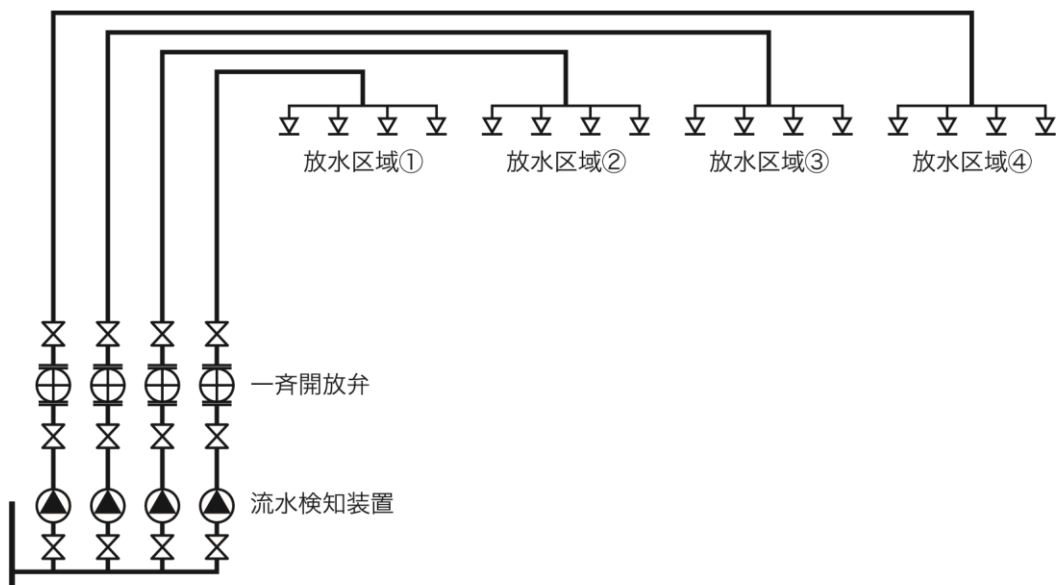 放水区域①
放水区域②
放水区域③
放水区域④
一斉開放弁
流水検知装置